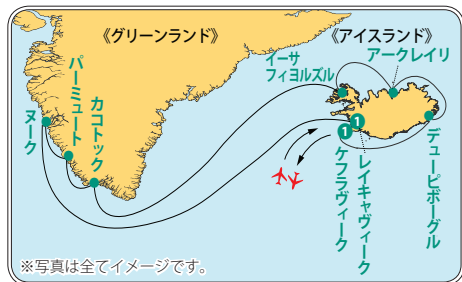 《グリーンランド》
《アイスランド》
イーサ
フィヨルズル
アークレイリ
パーミュート
カコトック
ヌーク
デューピボーグル
1
1
レイキャヴィーク
ケフラヴィーク
※写真は全てイメージです。